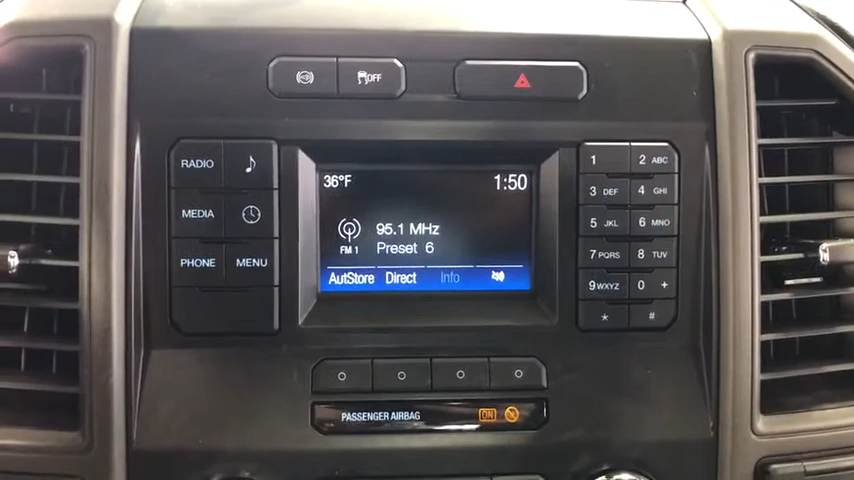 OFF
RADIO
MEDIA
PHONE MENU
36°F 1:50
95.1 MHz
FM 1 Preset 6
AutStore Direct Info
1 2 ABC
3 DEF 4 GHI
5 JKL 6 MNO
7 PQRS 8 TUV
9 WXYZ 0 +
* #
PASSENGER AIRBAG ON